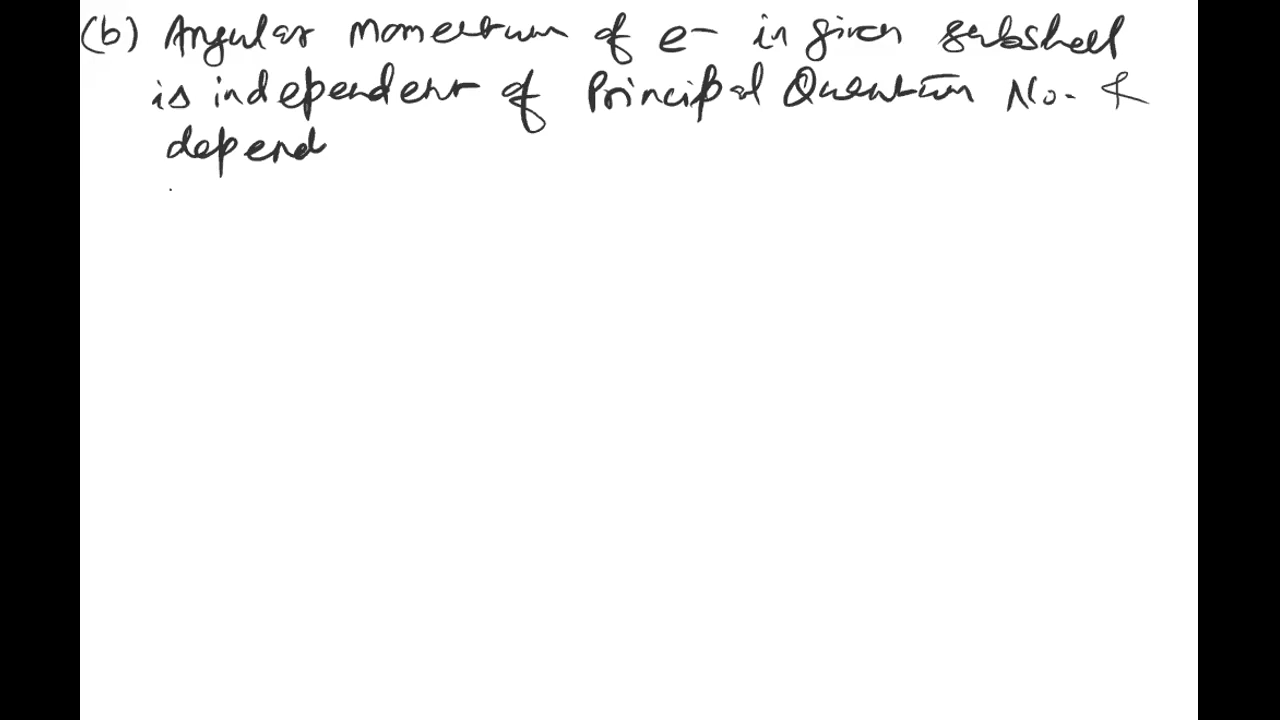 (b) Angular Momentum of e- in given subshell
is independent of Principal Quantum No. &
depend